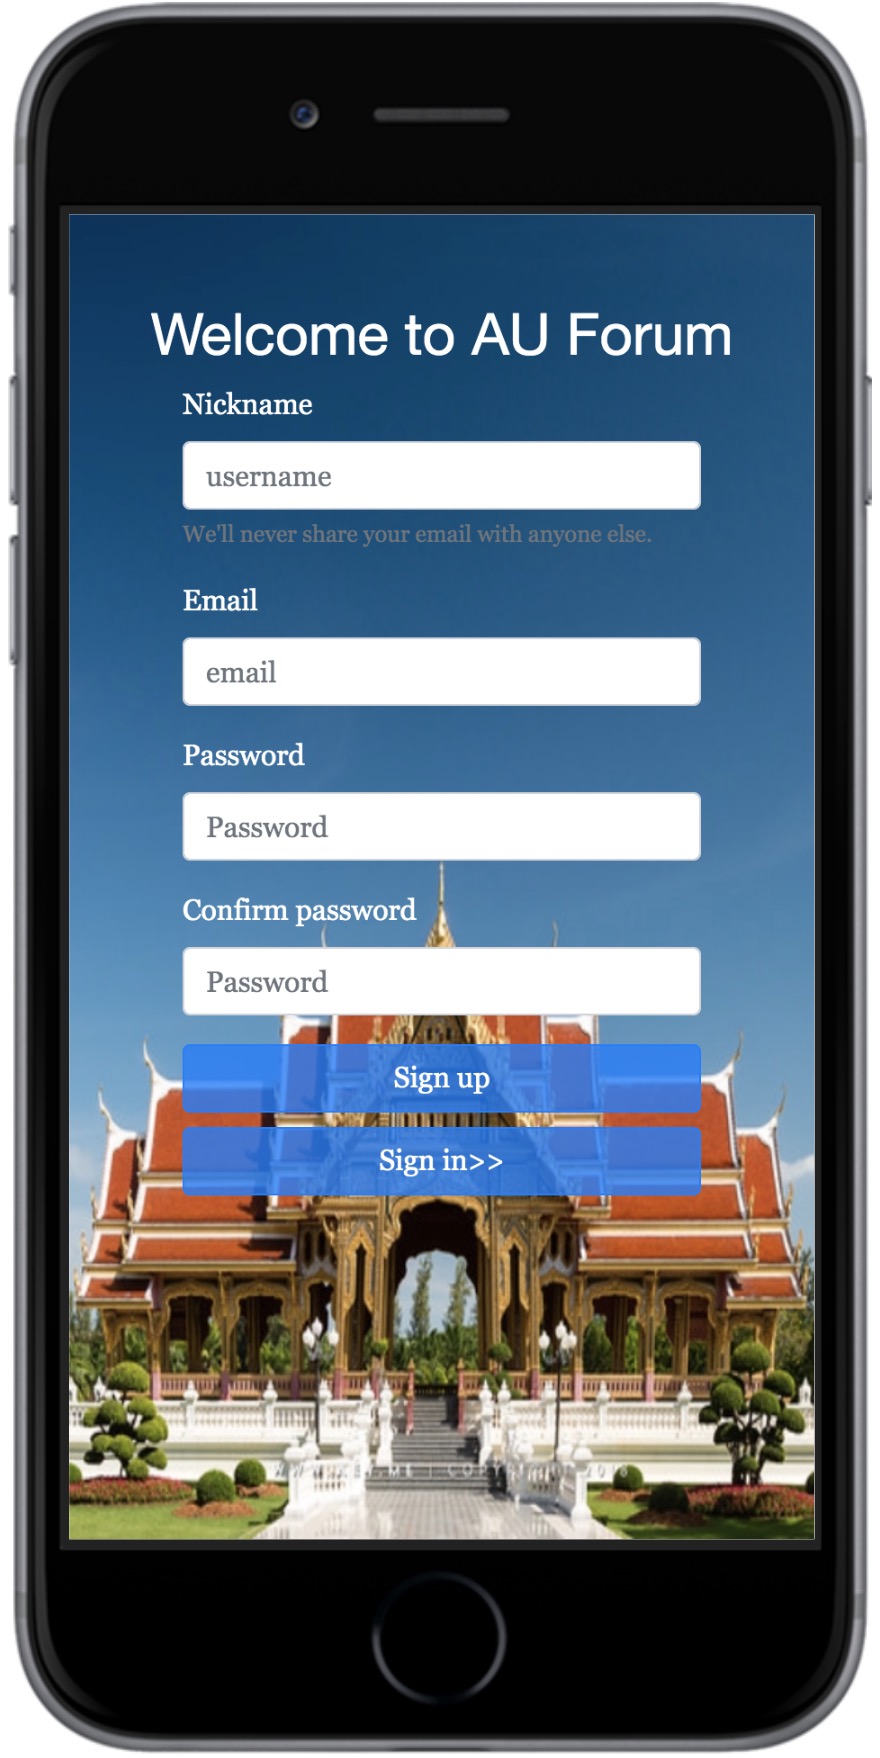 Welcome to AU Forum
Nickname
username
We'll never share your email with anyone else.
Email
email
Password
Password
Confirm password
Password
Sign up
Sign in>>